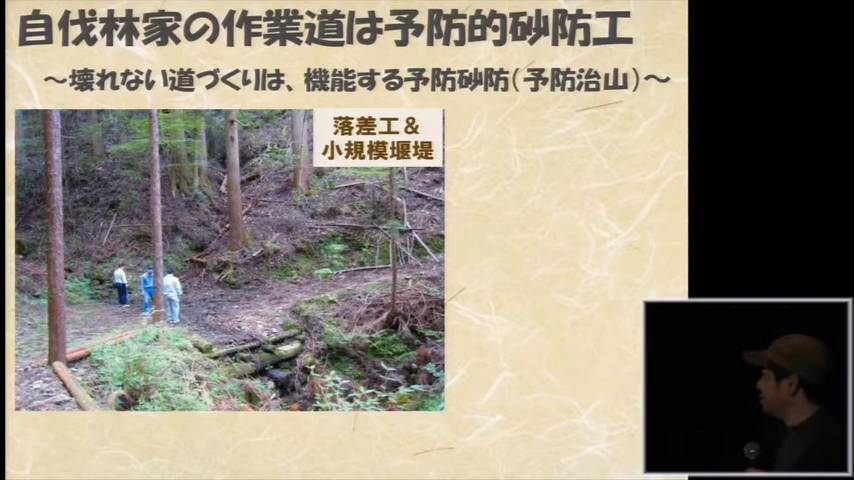 自伐林家の作業道は予防的砂防工
～壊れない道づくりは、機能する予防砂防(予防治山)～
落差工＆
小規模堰堤